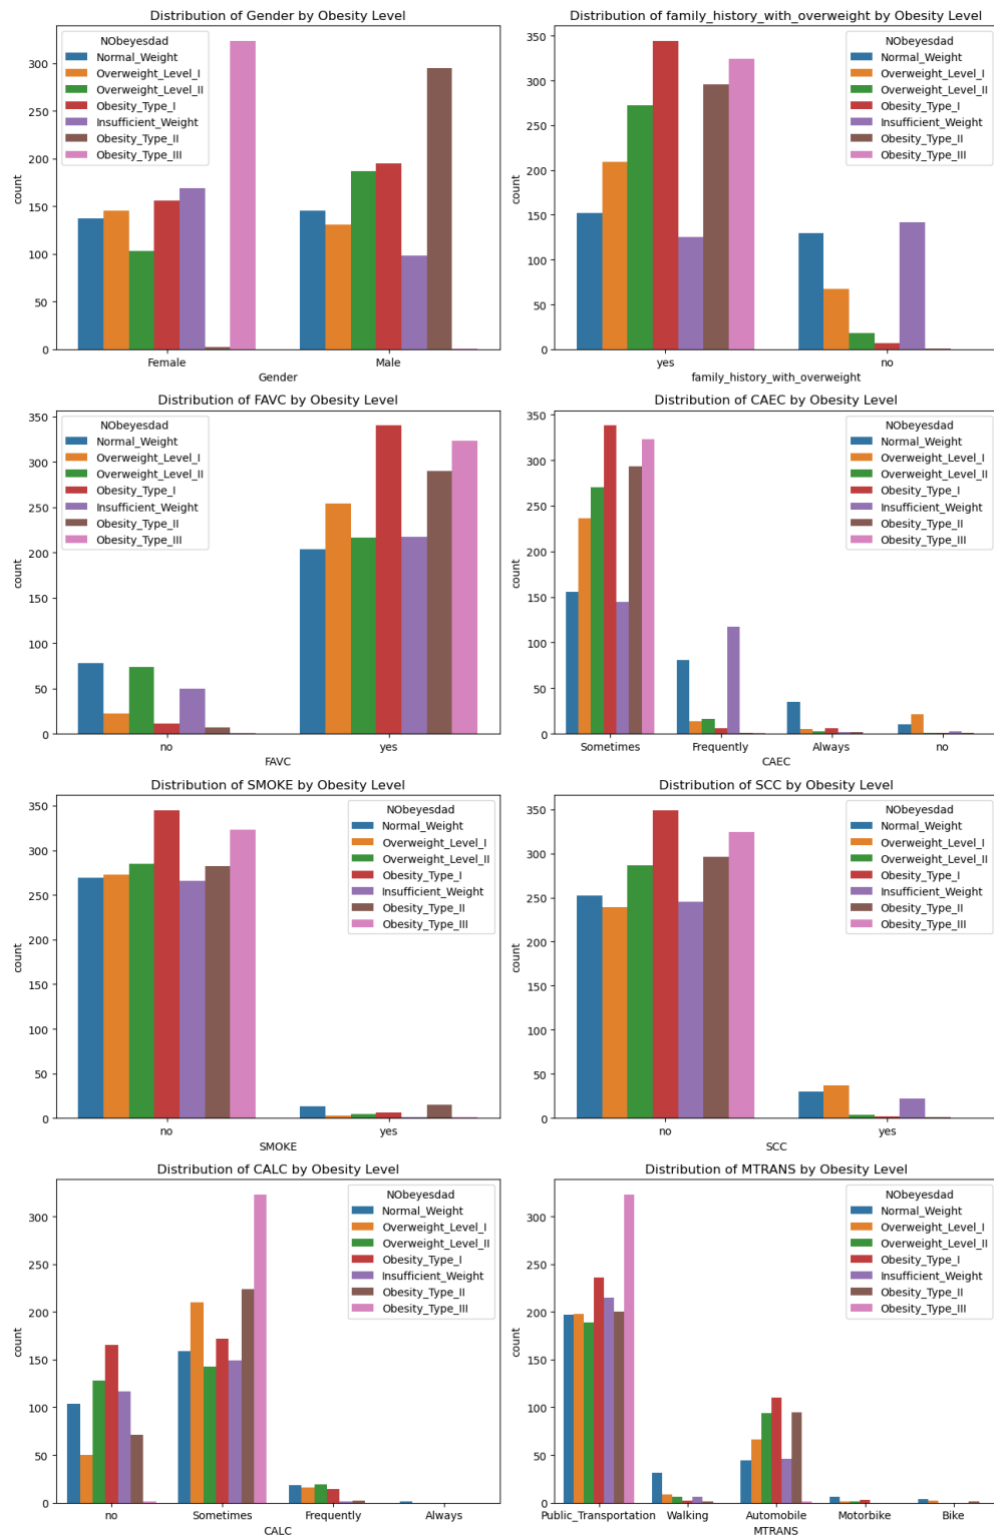 Distribution of Gender by Obesity Level
NObeyesdad
Normal_Weight
Overweight_Level_I
Overweight_Level_II
Obesity_Type_I
Insufficient_Weight
Obesity_Type_II
Obesity_Type_III
300
250
200
150
100
50
0
count
Female
Male
Gender
Distribution of family_history_with_overweight by Obesity Level
NObeyesdad
Normal_Weight
Overweight_Level_I
Overweight_Level_II
Obesity_Type_I
Insufficient_Weight
Obesity_Type_II
Obesity_Type_III
350
300
250
200
150
100
50
0
count
yes
no
family_history_with_overweight
Distribution of FAVC by Obesity Level
NObeyesdad
Normal_Weight
Overweight_Level_I
Overweight_Level_II
Obesity_Type_I
Insufficient_Weight
Obesity_Type_II
Obesity_Type_III
350
300
250
200
150
100
50
0
count
no
yes
FAVC
Distribution of CAEC by Obesity Level
NObeyesdad
Normal_Weight
Overweight_Level_I
Overweight_Level_II
Obesity_Type_I
Insufficient_Weight
Obesity_Type_II
Obesity_Type_III
350
300
250
200
150
100
50
0
count
Sometimes
Frequently
Always
no
CAEC
Distribution of SMOKE by Obesity Level
NObeyesdad
Normal_Weight
Overweight_Level_I
Overweight_Level_II
Obesity_Type_I
Insufficient_Weight
Obesity_Type_II
Obesity_Type_III
350
300
250
200
150
100
50
0
count
no
yes
SMOKE
Distribution of SCC by Obesity Level
NObeyesdad
Normal_Weight
Overweight_Level_I
Overweight_Level_II
Obesity_Type_I
Insufficient_Weight
Obesity_Type_II
Obesity_Type_III
350
300
250
200
150
100
50
0
count
no
yes
SCC
Distribution of CALC by Obesity Level
NObeyesdad
Normal_Weight
Overweight_Level_I
Overweight_Level_II
Obesity_Type_I
Insufficient_Weight
Obesity_Type_II
Obesity_Type_III
300
250
200
150
100
50
0
count
no
Sometimes
Frequently
Always
CALC
Distribution of MTRANS by Obesity Level
NObeyesdad
Normal_Weight
Overweight_Level_I
Overweight_Level_II
Obesity_Type_I
Insufficient_Weight
Obesity_Type_II
Obesity_Type_III
300
250
200
150
100
50
0
count
Public_Transportation
Walking
Automobile
Motorbike
Bike
MTRANS